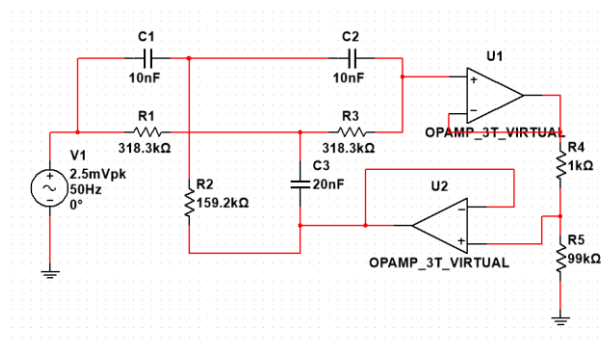 C1
10nF
C2
10nF
U1
OPAMP_3T_VIRTUAL
R1
318.3kΩ
R3
318.3kΩ
V1
2.5mVpk
50Hz
0°
R2
159.2kΩ
C3
20nF
U2
OPAMP_3T_VIRTUAL
R4
1kΩ
R5
99kΩ